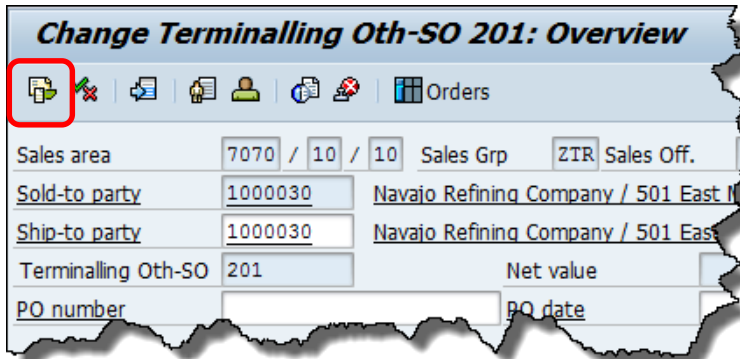 Change Terminalling Oth-SO 201: Overview
Orders
Sales area 7070 / 10 / 10 Sales Grp ZTR Sales Off.
Sold-to party 1000030 Navajo Refining Company / 501 East
Ship-to party 1000030 Navajo Refining Company / 501 East
Terminalling Oth-SO 201 Net value
PO number PO date